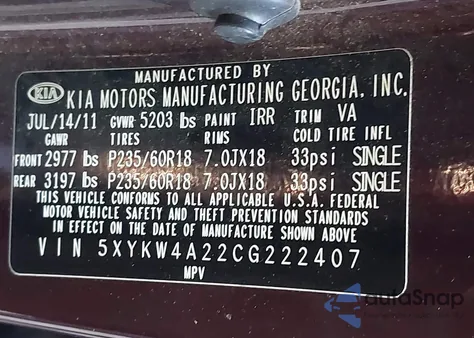 MANUFACTURED BY
KIA KIA MOTORS MANUFACTURING GEORGIA. INC.
JUL/14/11 GVWR 5203 lbs PAINT IRR TRIM VA
GAWR TIRES RIMS COLD TIRE INFL
FRONT 2977 lbs P235/60R18 7.0JX18 33psi SINGLE
REAR 3197 lbs P235/60R18 7.0JX18 33psi SINGLE
THIS VEHICLE CONFORMS TO ALL APPLICABLE U.S.A. FEDERAL
MOTOR VEHICLE SAFETY AND THEFT PREVENTION STANDARDS
IN EFFECT ON THE DATE OF MANUFACTURE SHOWN ABOVE
VIN 5XYKW4A22CG222407
MPV
autoSnap